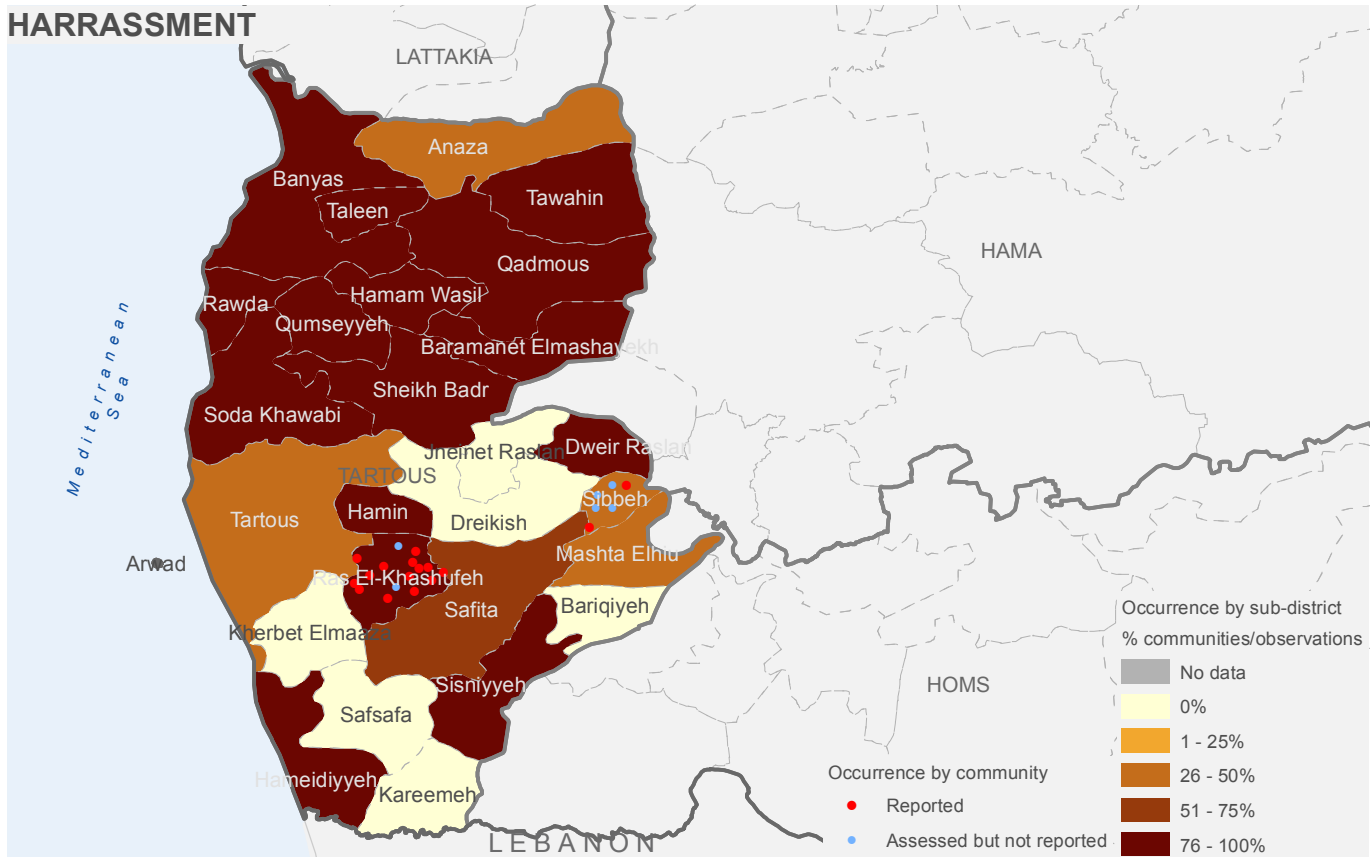 HARRASSMENT
LATTAKIA
Anaza
Banyas
Taleen
Tawahin
HAMA
Qadmous
Rawda
Hamam Wasil
Qumseyyeh
Baramanet Elmashayekh
Mediterranean
Sea
Sheikh Badr
Soda Khawabi
Jneinet Raslan
Dweir Raslan
TARTOUS
Sibbeh
Hamin
Tartous
Dreikish
Mashta Elhlu
Arwad
Ras El-Khashufeh
Safita
Bariqiyeh
Kherbet Elmaaza
Sisniyyeh
HOMS
Safsafa
Hameidiyyeh
Kareemeh
LEBANON
Occurrence by community
Reported
Assessed but not reported
Occurrence by sub-district
% communities/observations
No data
0%
1 - 25%
26 - 50%
51 - 75%
76 - 100%